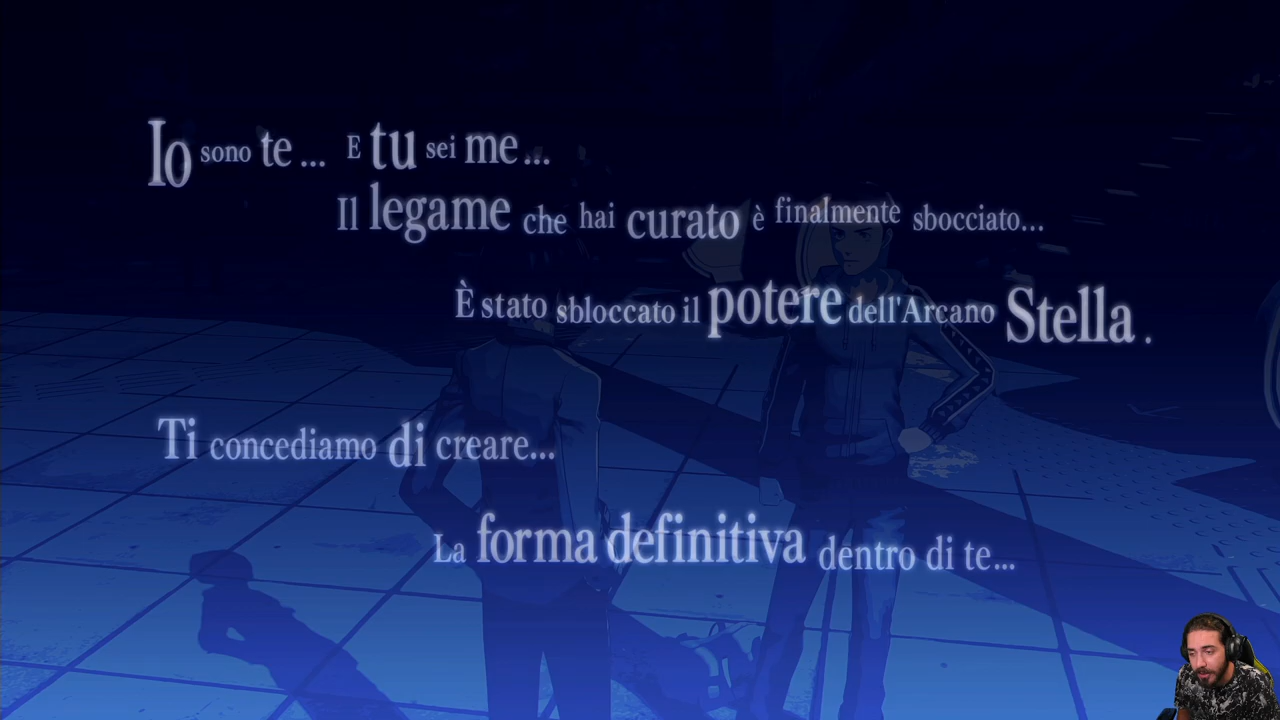 Io sono te... E tu sei me...
Il legame che hai curato è finalmente sbocciato...
È stato sbloccato il potere dell'Arcano Stella.
Ti concediamo di creare...
La forma definitiva dentro di te...